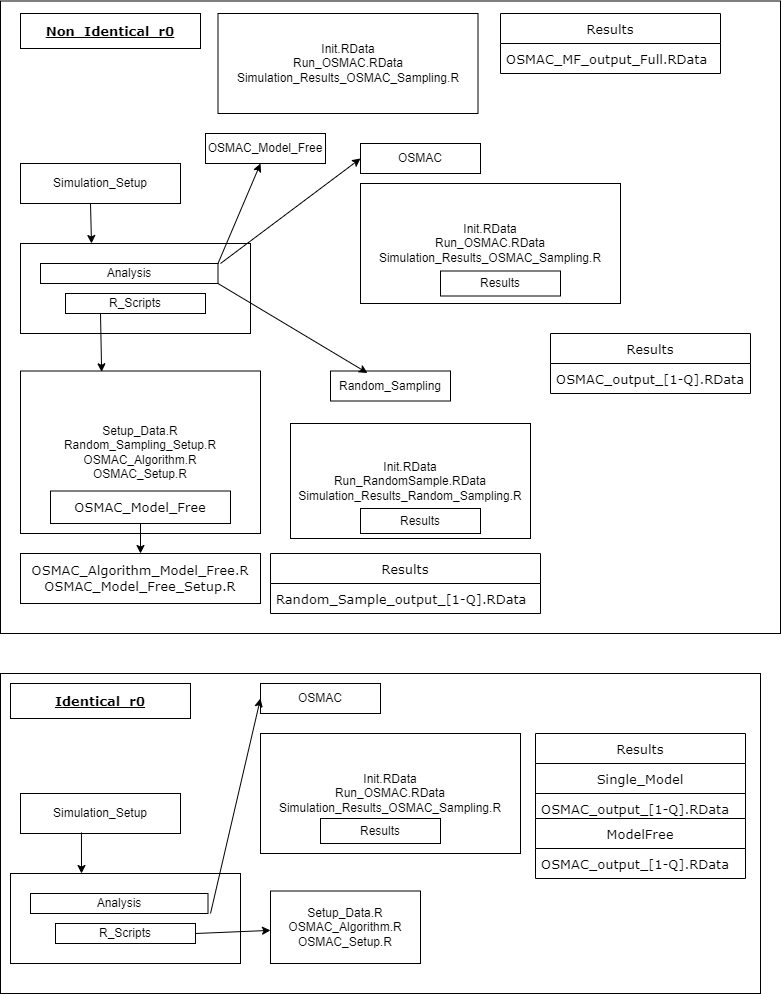 Non_Identical_r0
Init.RData
Run_OSMAC.RData
Simulation_Results_OSMAC_Sampling.R
Results
OSMAC_MF_output_Full.RData
OSMAC_Model_Free
OSMAC
Simulation_Setup
Init.RData
Run_OSMAC.RData
Simulation_Results_OSMAC_Sampling.R
Results
Analysis
R_Scripts
Results
OSMAC_output_[1-Q].RData
Random_Sampling
Setup_Data.R
Random_Sampling_Setup.R
OSMAC_Algorithm.R
OSMAC_Setup.R
OSMAC_Model_Free
Init.RData
Run_RandomSample.RData
Simulation_Results_Random_Sampling.R
Results
OSMAC_Algorithm_Model_Free.R
OSMAC_Model_Free_Setup.R
Results
Random_Sample_output_[1-Q].RData
Identical_r0
OSMAC
Init.RData
Run_OSMAC.RData
Simulation_Results_OSMAC_Sampling.R
Results
Results
Single_Model
OSMAC_output_[1-Q].RData
ModelFree
OSMAC_output_[1-Q].RData
Simulation_Setup
Analysis
R_Scripts
Setup_Data.R
OSMAC_Algorithm.R
OSMAC_Setup.R